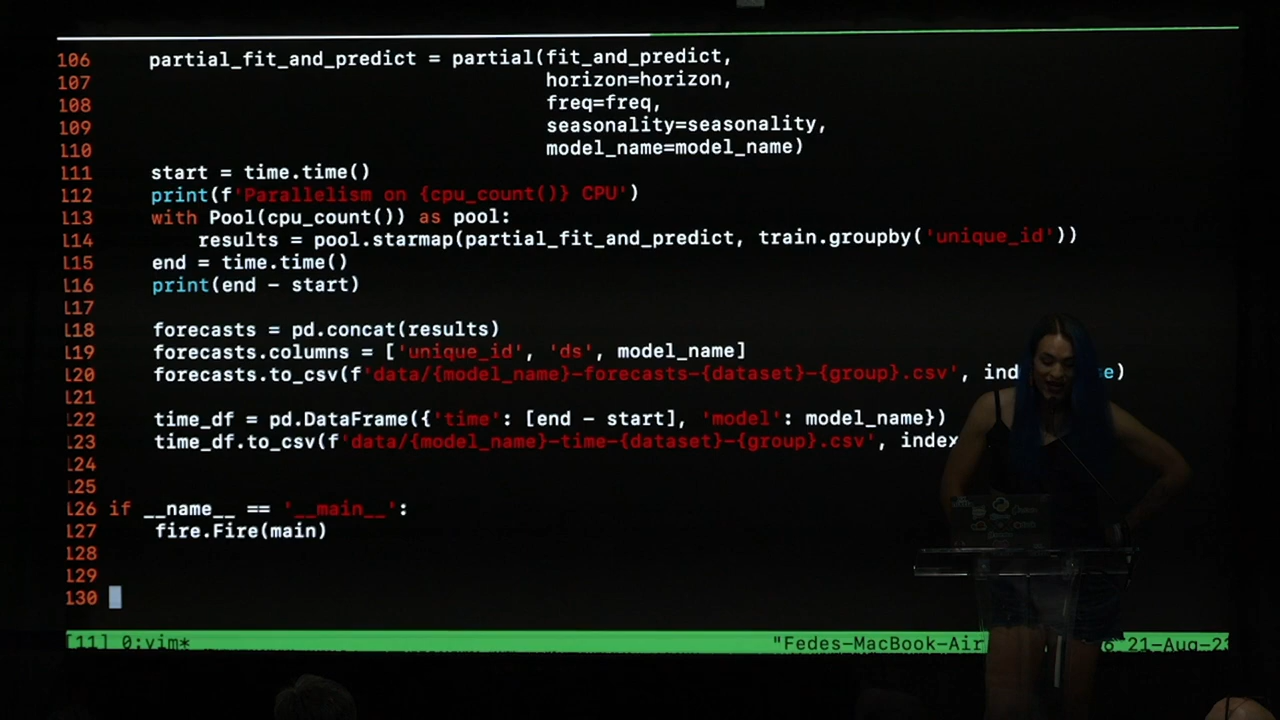 106 partial_fit_and_predict = partial(fit_and_predict,
107 horizon=horizon,
108 freq=freq,
109 seasonality=seasonality,
110 model_name=model_name)
111 start = time.time()
112 print(f'Parallelism on {cpu_count()} CPU')
113 with Pool(cpu_count()) as pool:
114 results = pool.starmap(partial_fit_and_predict, train.groupby('unique_id'))
115 end = time.time()
116 print(end - start)
117
118 forecasts = pd.concat(results)
119 forecasts.columns = ['unique_id', 'ds', model_name]
120 forecasts.to_csv(f'data/{model_name}-forecasts-{dataset}-{group}.csv',
121
122 time_df = pd.DataFrame({'time': [end - start], 'model': model_name})
123 time_df.to_csv(f'data/{model_name}-time-{dataset}-{group}.csv', index
124
125
126 if __name__ == '__main__':
127 fire.Fire(main)
128
129
130
[11] 0:vim* "Fedes-MacBook-Air 21-Aug-23